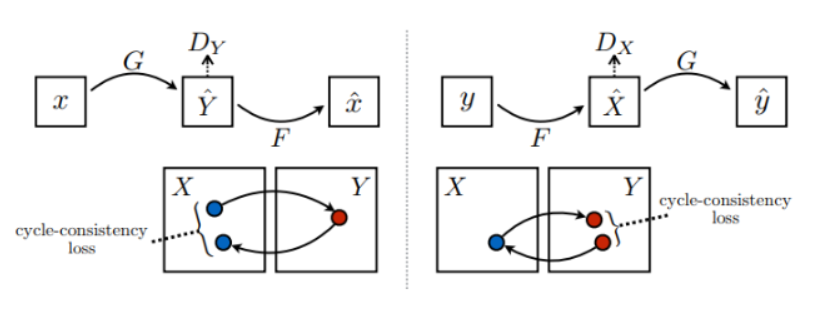 D_Y
G
x
Ŷ
x̂
F
X
Y
cycle-consistency
loss
D_X
G
y
X̂
ŷ
F
X
Y
cycle-consistency
loss